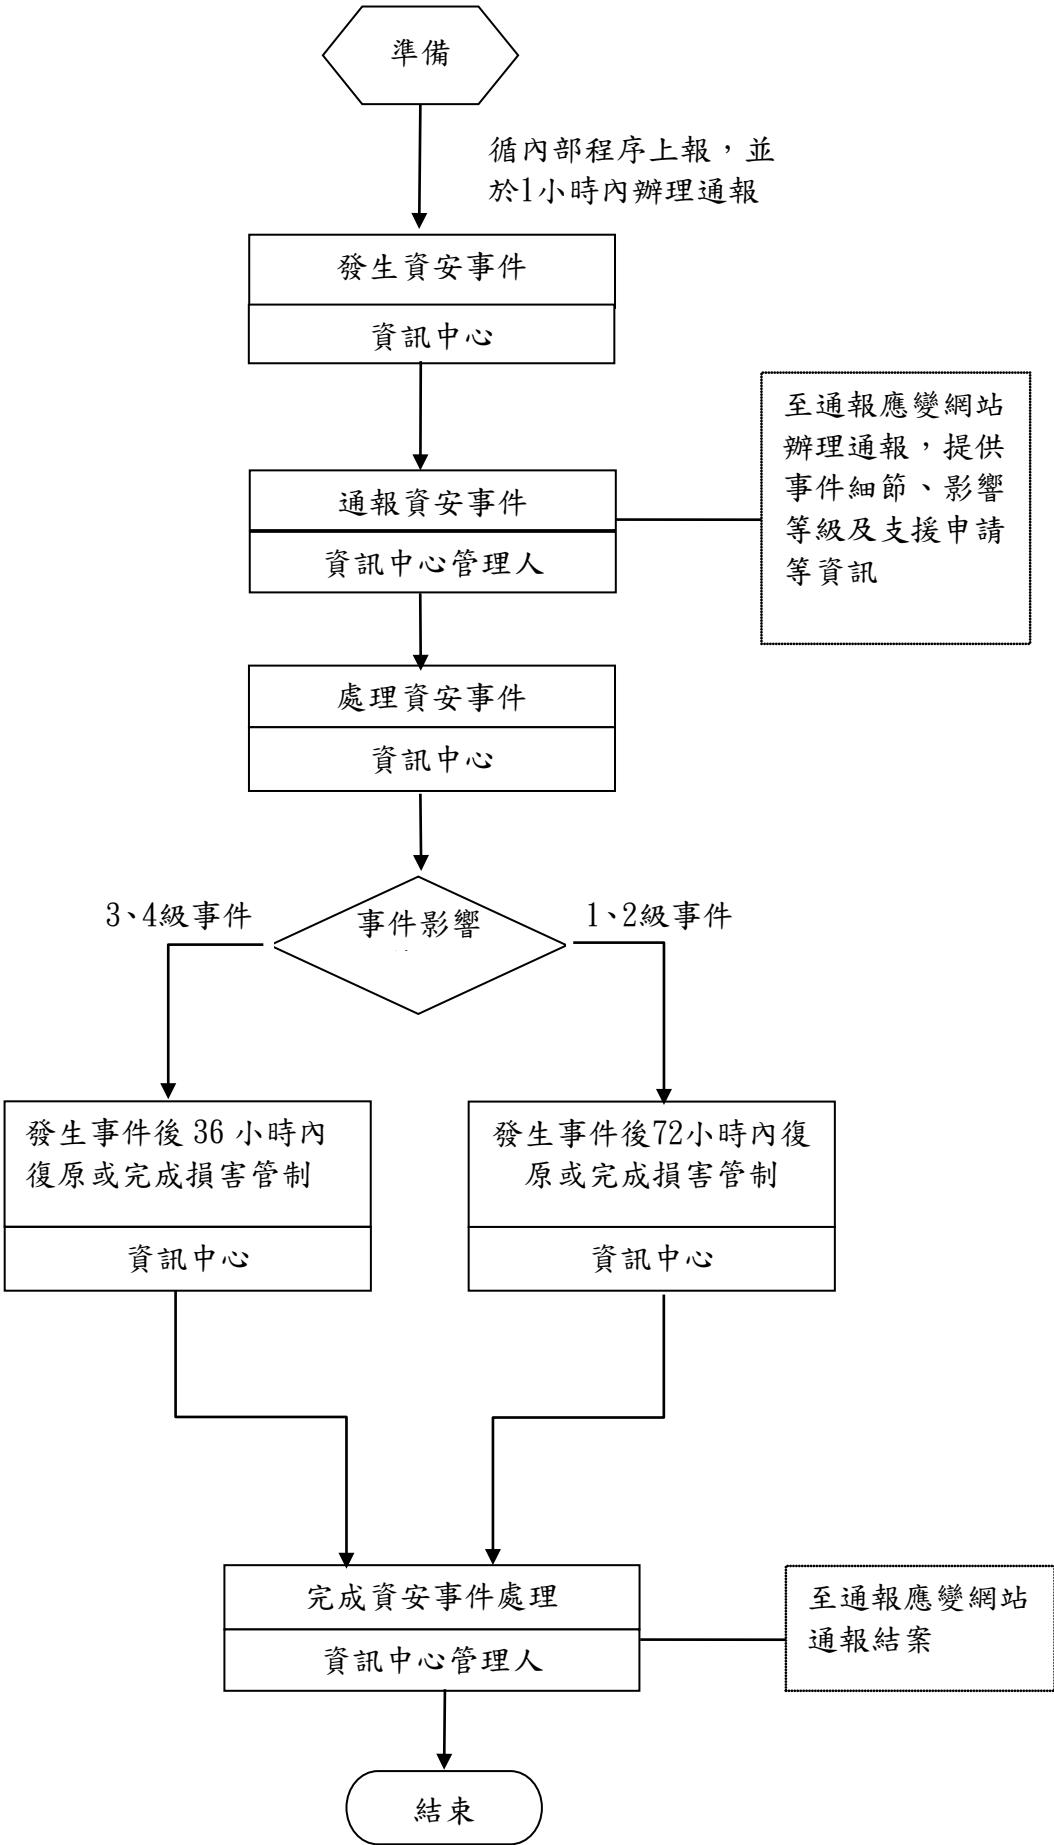 準備
循內部程序上報，並
於1小時內辦理通報
發生資安事件
資訊中心
至通報應變網站
辦理通報，提供
事件細節、影響
等級及支援申請
等資訊
通報資安事件
資訊中心管理人
處理資安事件
資訊中心
3、4級事件
事件影響
1、2級事件
發生事件後 36 小時內
復原或完成損害管制
資訊中心
發生事件後72小時內復
原或完成損害管制
資訊中心
完成資安事件處理
資訊中心管理人
至通報應變網站
通報結案
結束